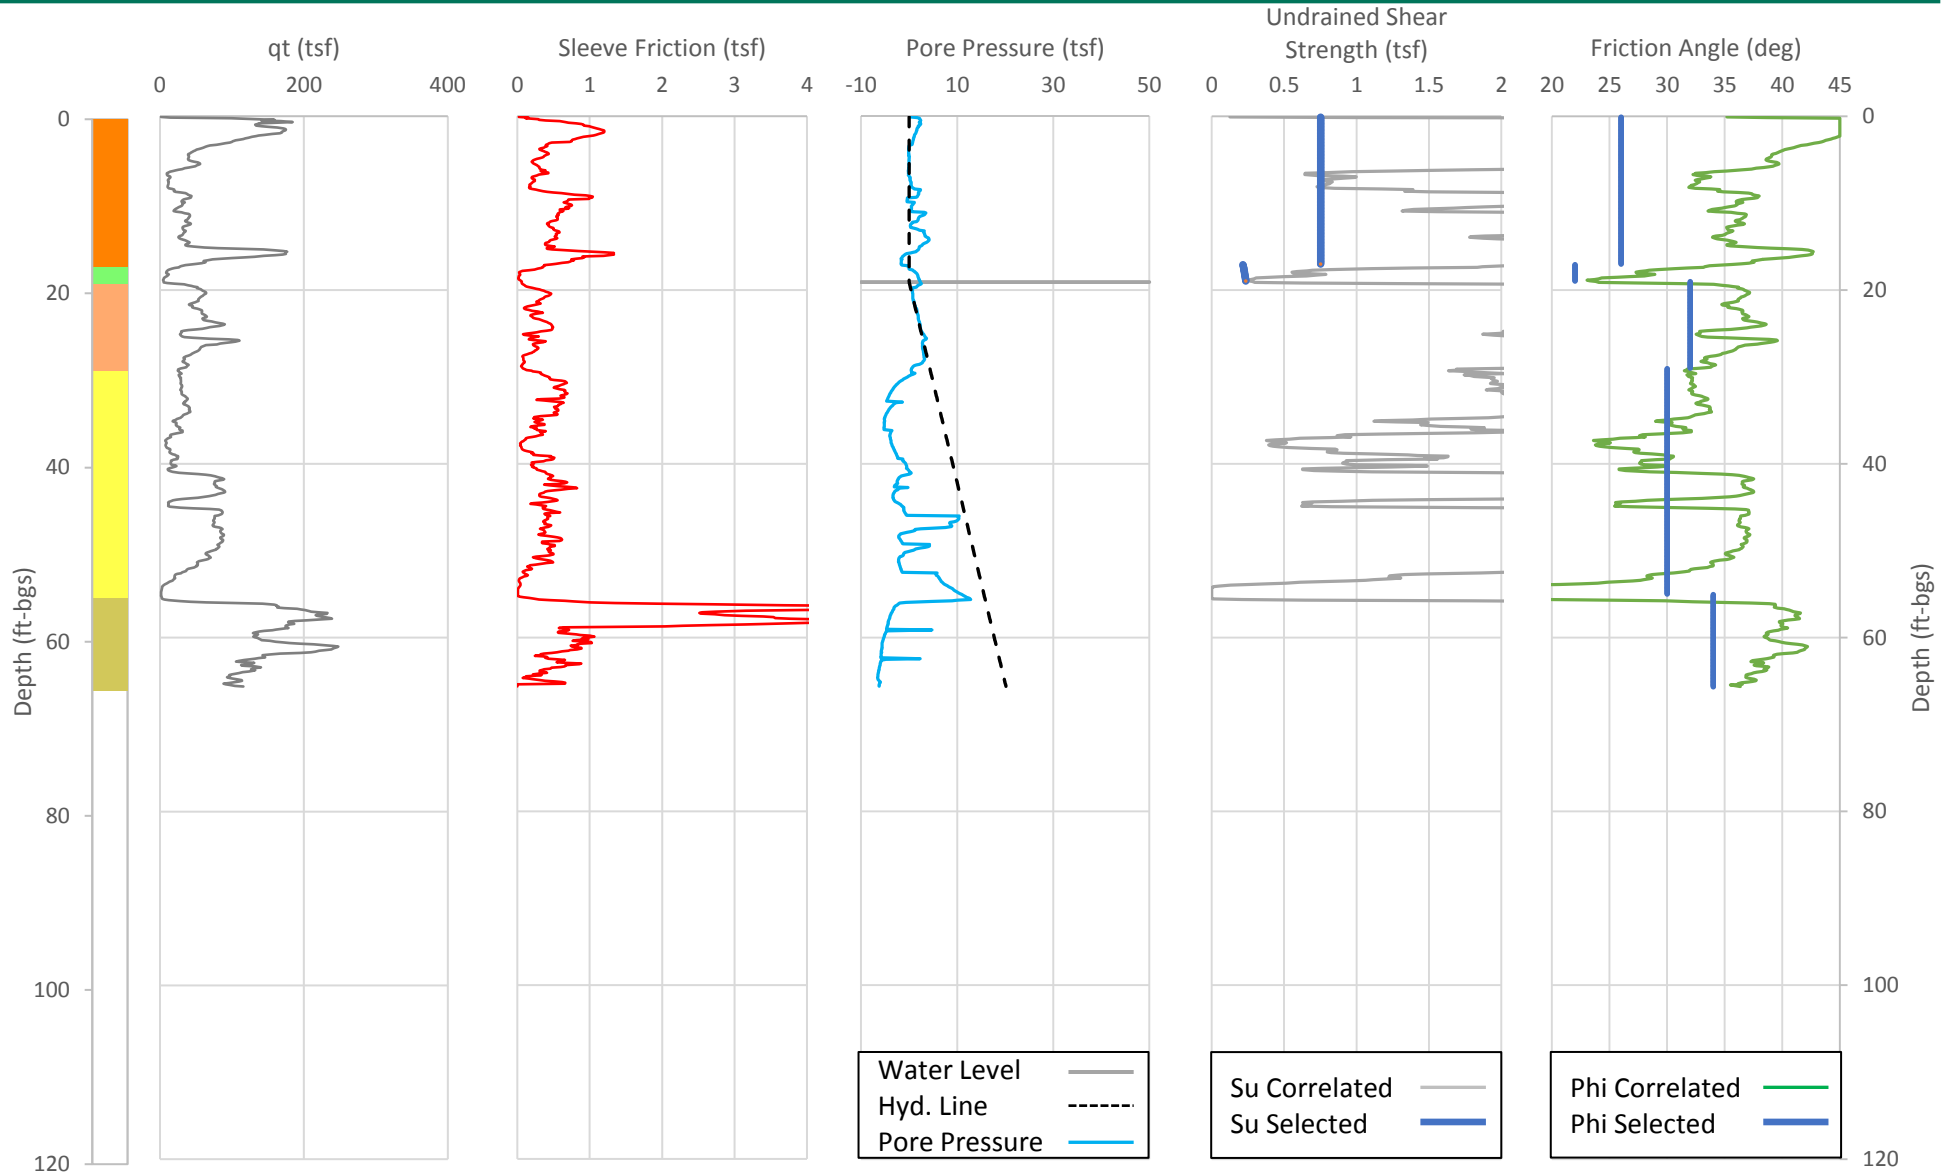 qt (tsf)
Sleeve Friction (tsf)
Pore Pressure (tsf)
Undrained Shear
Strength (tsf)
Friction Angle (deg)
0 200 400
0 1 2 3 4
-10 10 30 50
0 0.5 1 1.5 2
20 25 30 35 40 45
0
20
40
60
80
100
120
Depth (ft-bgs)
0
20
40
60
80
100
120
Depth (ft-bgs)
Water Level
Hyd. Line
Pore Pressure
Su Correlated
Su Selected
Phi Correlated
Phi Selected